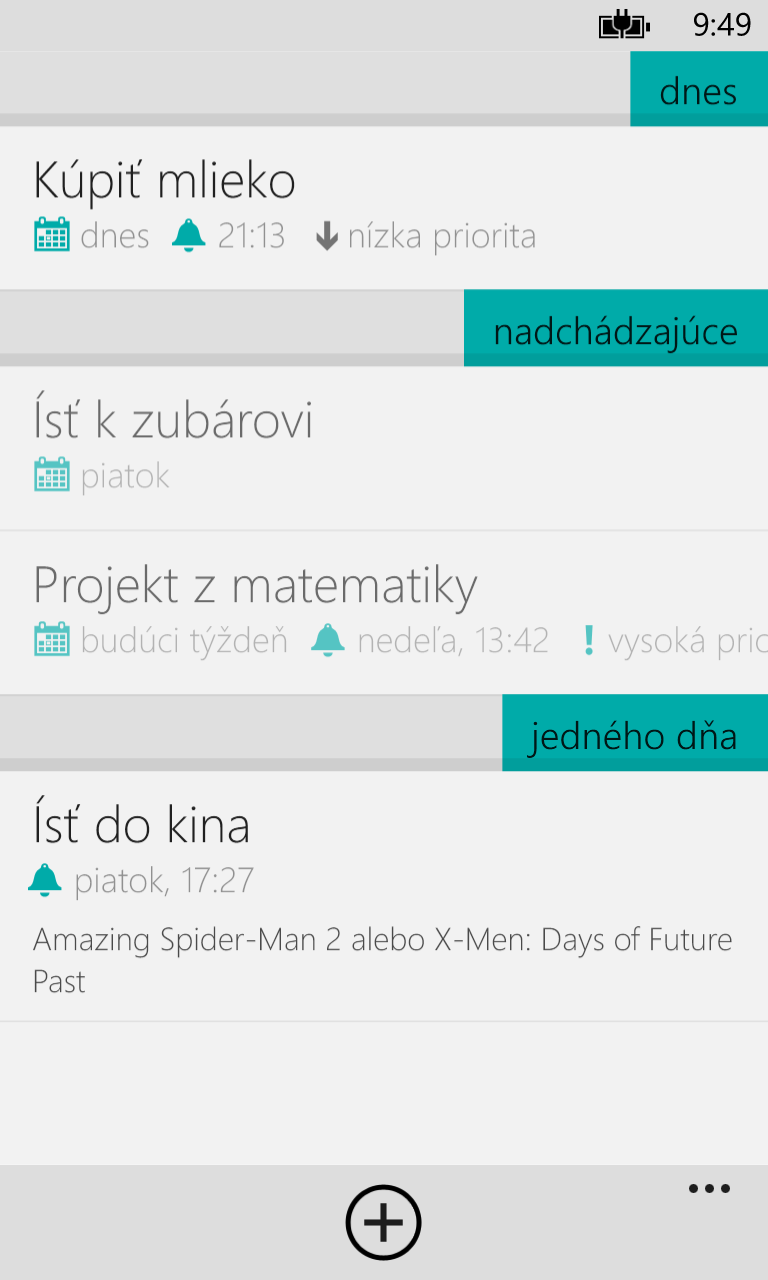 9:49
dnes
Kúpiť mlieko
dnes 21:13 nízka priorita
nadchádzajúce
Ísť k zubárovi
piatok
Projekt z matematiky
budúci týždeň nedeľa, 13:42 vysoká prio
jedného dňa
Ísť do kina
piatok, 17:27
Amazing Spider-Man 2 alebo X-Men: Days of Future
Past